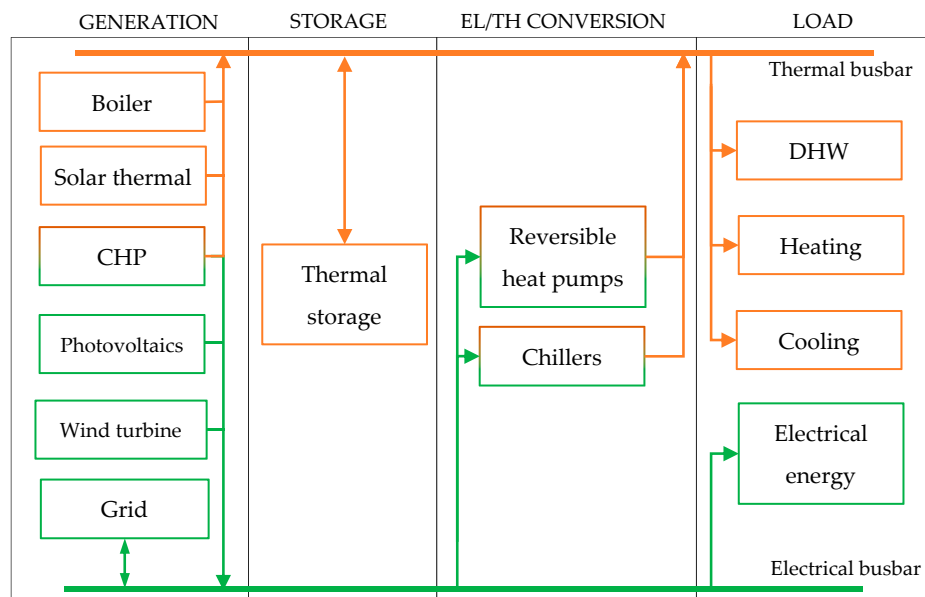 GENERATION
STORAGE
EL/TH CONVERSION
LOAD
Thermal busbar
Boiler
Solar thermal
CHP
Photovoltaics
Wind turbine
Grid
Thermal
storage
Reversible
heat pumps
Chillers
DHW
Heating
Cooling
Electrical
energy
Electrical busbar